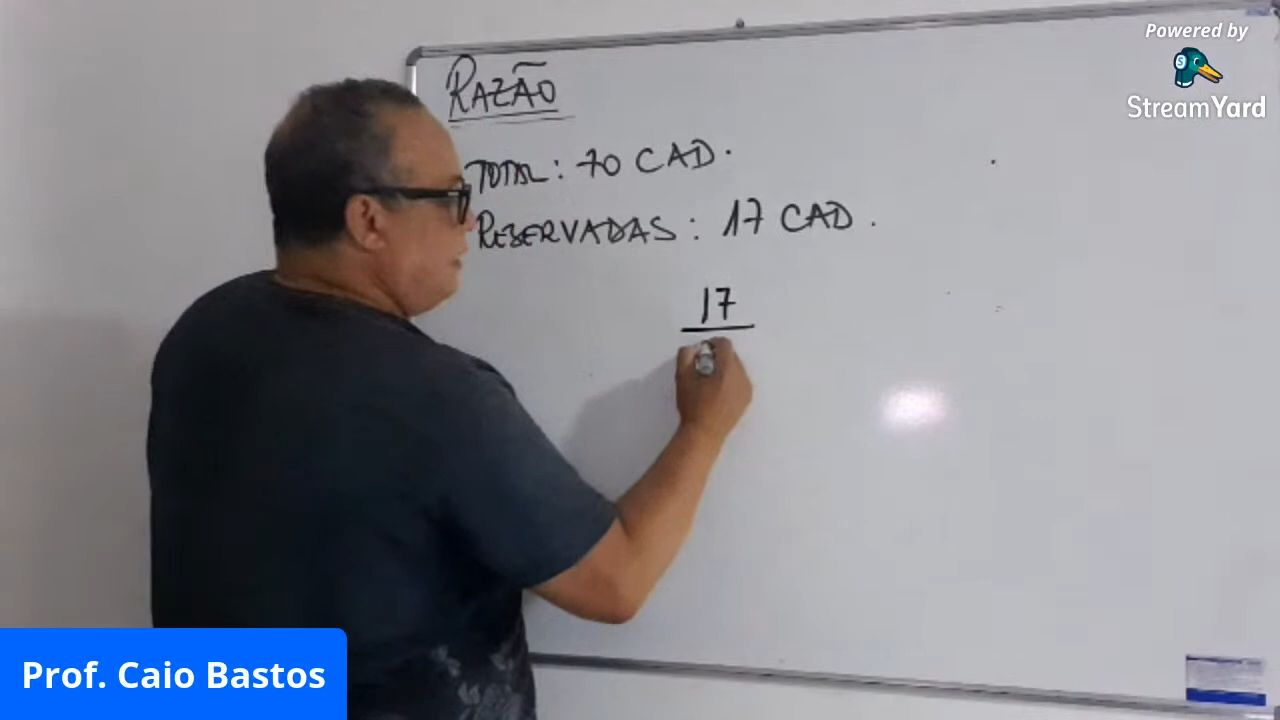 Powered by
StreamYard
RAZÃO
TOTAL: 70 CAD.
RESERVADAS: 17 CAD.
17
Prof. Caio Bastos